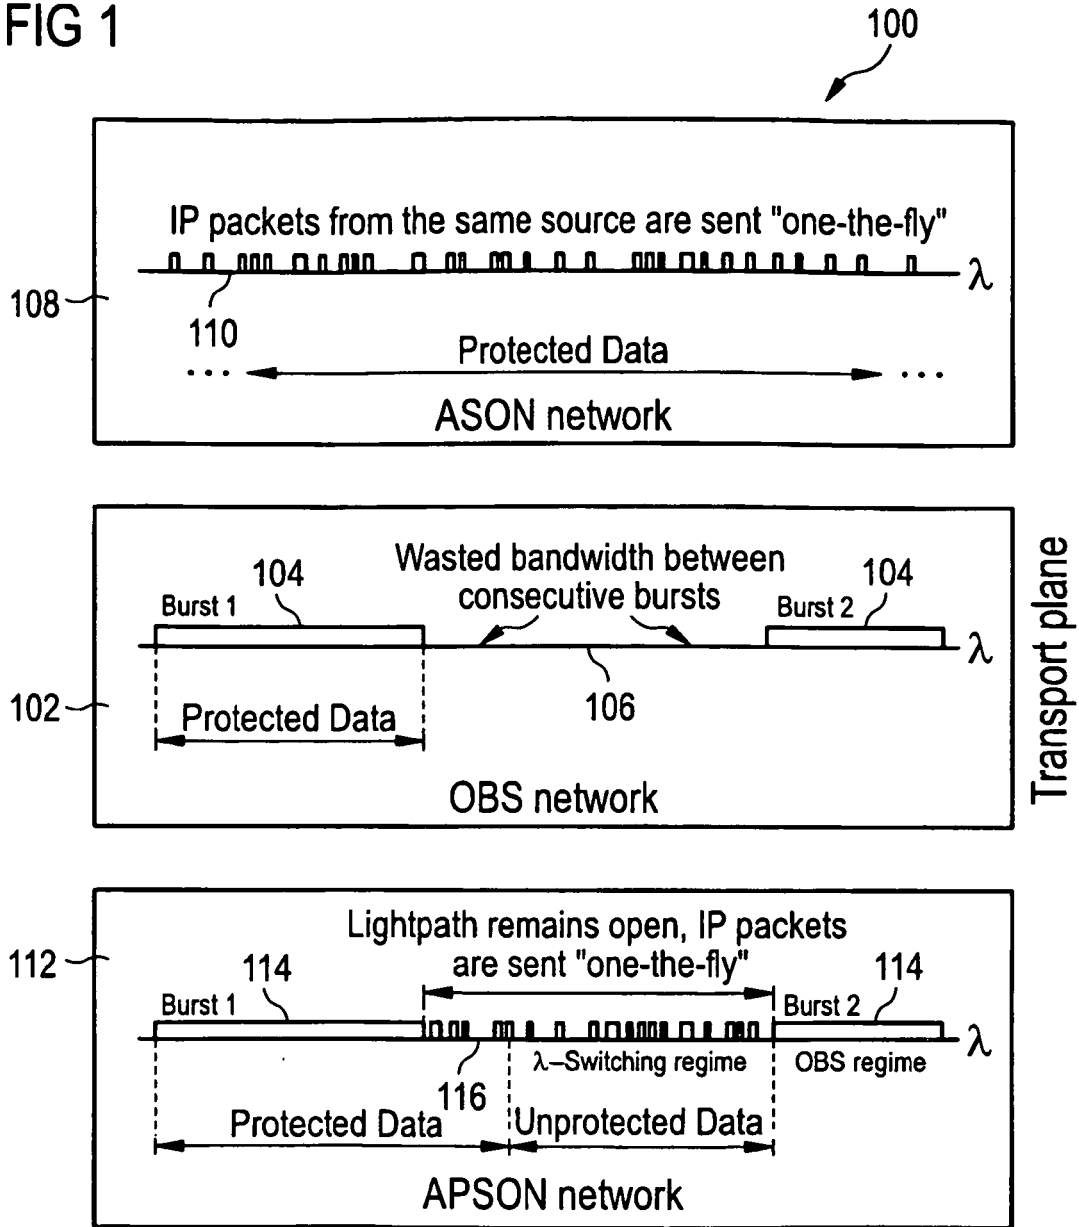 FIG 1
100
IP packets from the same source are sent "one-the-fly"
λ
108
110
Protected Data
... ...
ASON network
Wasted bandwidth between
consecutive bursts
104
104
Burst 1
Burst 2
λ
102
106
Protected Data
OBS network
Transport plane
Lightpath remains open, IP packets
are sent "one-the-fly"
112
114
114
Burst 1
Burst 2
λ
λ–Switching regime
OBS regime
116
Protected Data
Unprotected Data
APSON network